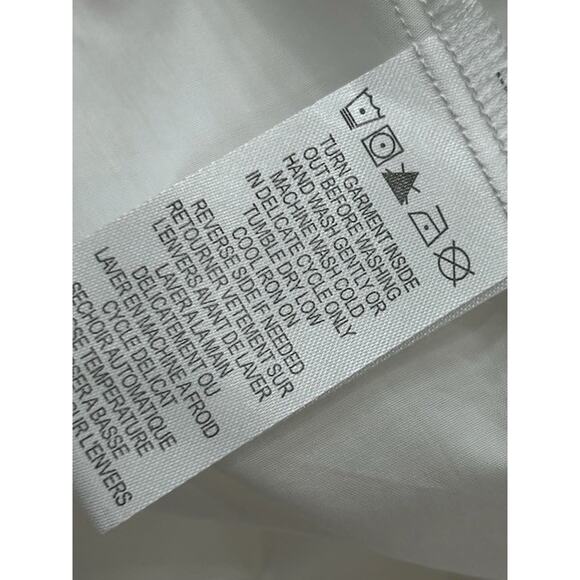 TURN GARMENT INSIDE
OUT BEFORE WASHING
HAND WASH GENTLY OR
MACHINE WASH COLD
IN DELICATE CYCLE ONLY
TUMBLE DRY LOW
COOL IRON ON
REVERSE SIDE IF NEEDED
RETOURNER VETEMENT SUR
L'ENVERS AVANT DE LAVER
LAVER A LA MAIN
DELICATEMENT OU
LAVER EN MACHINE A FROID
CYCLE DELICAT
SECHOR AUTOMATIQUE
TEMPERATURE
A BASSE
L'ENVERS